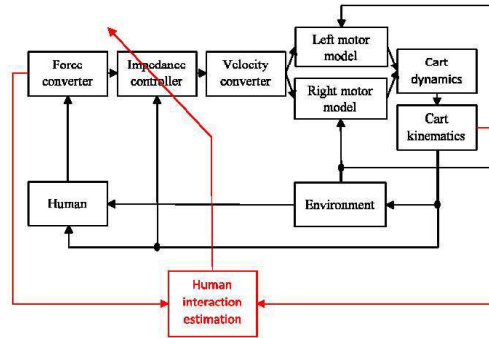 Force
converter
Impedance
controller
Velocity
converter
Left motor
model
Right motor
model
Cart
dynamics
Cart
kinematics
Human
Environment
Human
interaction
estimation